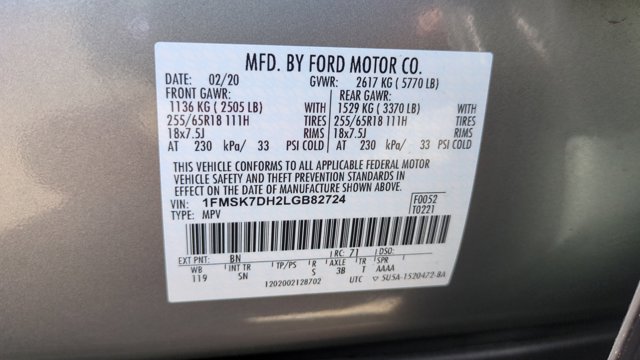 MFD. BY FORD MOTOR CO.
DATE: 02/20 GVWR: 2617 KG ( 5770 LB)
FRONT GAWR: REAR GAWR:
1136 KG ( 2505 LB) WITH 1529 KG ( 3370 LB) WITH
255/65R18 111H TIRES 255/65R18 111H TIRES
18x7.5J RIMS 18x7.5J RIMS
AT 230 kPa/ 33 PSI COLD AT 230 kPa/ 33 PSI COLD
THIS VEHICLE CONFORMS TO ALL APPLICABLE FEDERAL MOTOR
VEHICLE SAFETY AND THEFT PREVENTION STANDARDS IN
EFFECT ON THE DATE OF MANUFACTURE SHOWN ABOVE.
VIN: 1FMSK7DH2LGB82724 F0052
TYPE: MPV T0221
EXT PNT: BN RC: 71 DSO:
WB INT TR TP/PS R AXLE TR SPR
119 5N S 3B T AAAA
1202002128702 UTC 5U5A-1520472-BA